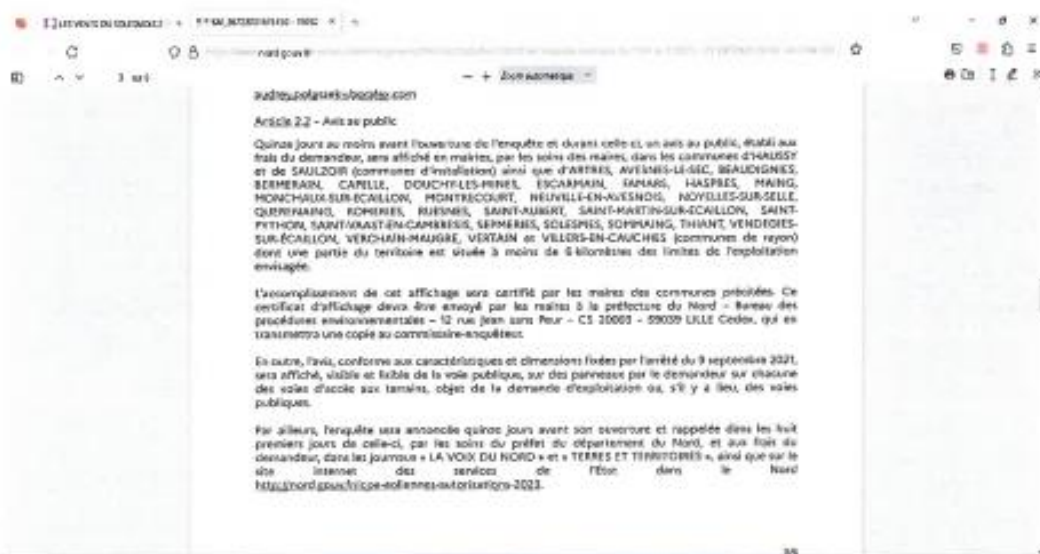 nord.gouv.fr
3 sur 6
Zoom automatique
Article 2.2 – Avis au public
Quinze jours au moins avant l'ouverture de l'enquête et durant celle-ci, un avis au public, établi aux
frais du demandeur, sera affiché en mairies, par les soins des maires, dans les communes d'HAUSSY
et de SAULZOIR (communes d'installation) ainsi que d'ARTRES, AVESNES-LE-SEC, BEAUDIGNIES,
BERMERAIN, CAPELLE, DOUCHY-LES-MINES, ESCARMAIN, FAMARS, HASPRES, MAING,
MONCHAUX-SUR-ECAILLON, MONTRECOURT, NEUVILLE-EN-AVESNOIS, NOYELLES-SUR-SELLE,
QUERENAING, ROMERIES, RUESNES, SAINT-AUBERT, SAINT-MARTIN-SUR-ECAILLON, SAINT-
PYTHON, SAINT-VAAST-EN-CAMBRESIS, SEPMERIES, SOLESMES, SOMMAING, THIANT, VENDEGIES-
SUR-ÉCAILLON, VERCHAIN-MAUGRE, VERTAIN et VILLERS-EN-CAUCHIES (communes de rayon)
dont une partie du territoire est située à moins de 6 kilomètres des limites de l'exploitation
envisagée.
L'accomplissement de cet affichage sera certifié par les maires des communes précitées. Ce
certificat d'affichage devra être envoyé par les maires à la préfecture du Nord – Bureau des
procédures environnementales – 12 rue Jean sans Peur – CS 20003 – 59039 LILLE Cedex, qui en
transmettra une copie au commissaire-enquêteur.
En outre, l'avis, conforme aux caractéristiques et dimensions fixées par l'arrêté du 9 septembre 2021,
sera affiché, visible et lisible de la voie publique, sur des panneaux par le demandeur sur chacune
des voies d'accès aux terrains, objet de la demande d'exploitation ou, s'il y a lieu, des voies
publiques.
Par ailleurs, l'enquête sera annoncée quinze jours avant son ouverture et rappelée dans les huit
premiers jours de celle-ci, par les soins du préfet du département du Nord, et aux frais du
demandeur, dans les journaux « LA VOIX DU NORD » et « TERRES ET TERRITOIRES », ainsi que sur le
site internet des services de l'Etat dans le Nord
http://nord.gouv.fr/icpe-eoliennes-autorisations-2023.